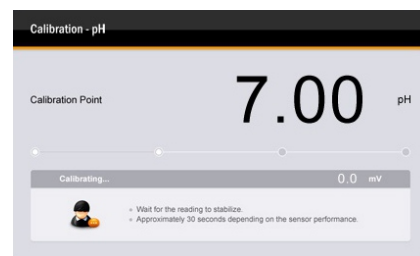 Calibration - pH
Calibration Point 7.00 pH
Calibrating... 0.0 mV
Wait for the reading to stabilize.
Approximately 30 seconds depending on the sensor performance.